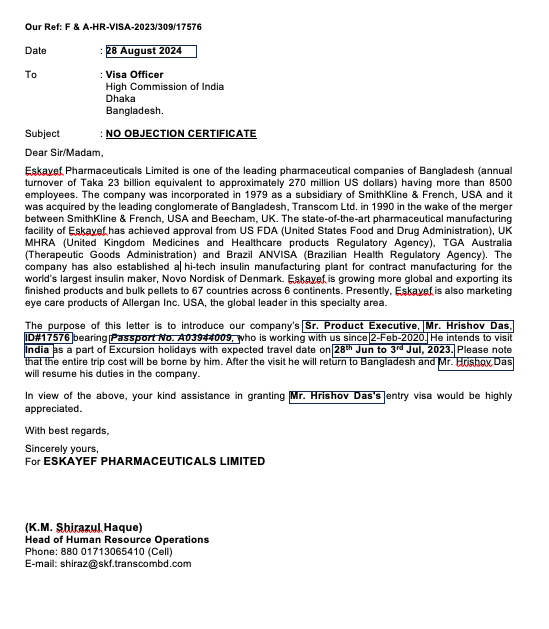 Our Ref: F & A-HR-VISA-2023/309/17576
Date : 28 August 2024
To : Visa Officer
High Commission of India
Dhaka
Bangladesh.
Subject : NO OBJECTION CERTIFICATE
Dear Sir/Madam,
Eskayef Pharmaceuticals Limited is one of the leading pharmaceutical companies of Bangladesh (annual
turnover of Taka 23 billion equivalent to approximately 270 million US dollars) having more than 8500
employees. The company was incorporated in 1979 as a subsidiary of SmithKline & French, USA and it
was acquired by the leading conglomerate of Bangladesh, Transcom Ltd. in 1990 in the wake of the merger
between SmithKline & French, USA and Beecham, UK. The state-of-the-art pharmaceutical manufacturing
facility of Eskayef has achieved approval from US FDA (United States Food and Drug Administration), UK
MHRA (United Kingdom Medicines and Healthcare products Regulatory Agency), TGA Australia
(Therapeutic Goods Administration) and Brazil ANVISA (Brazilian Health Regulatory Agency). The
company has also established a hi-tech insulin manufacturing plant for contract manufacturing for the
world's largest insulin maker, Novo Nordisk of Denmark. Eskayef is growing more global and exporting its
finished products and bulk pellets to 67 countries across 6 continents. Presently, Eskayef is also marketing
eye care products of Allergan Inc. USA, the global leader in this specialty area.
The purpose of this letter is to introduce our company's Sr. Product Executive, Mr. Hrishov Das,
ID#17576 bearing Passport No. A03944009, who is working with us since 2-Feb-2020. He intends to visit
India as a part of Excursion holidays with expected travel date on 28th Jun to 3rd Jul, 2023. Please note
that the entire trip cost will be borne by him. After the visit he will return to Bangladesh and Mr. Hrishov Das
will resume his duties in the company.
In view of the above, your kind assistance in granting Mr. Hrishov Das's entry visa would be highly
appreciated.
With best regards,
Sincerely yours,
For ESKAYEF PHARMACEUTICALS LIMITED
(K.M. Shirazul Haque)
Head of Human Resource Operations
Phone: 880 01713065410 (Cell)
E-mail: shiraz@skf.transcombd.com